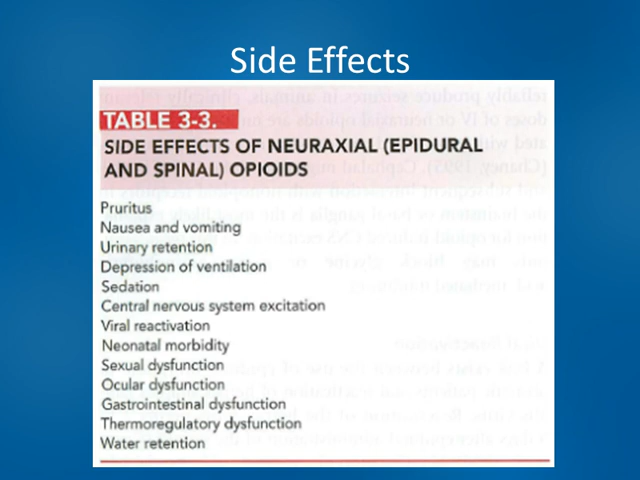 Side Effects
TABLE 3-3.
SIDE EFFECTS OF NEURAXIAL (EPIDURAL
AND SPINAL) OPIOIDS
Pruritus
Nausea and vomiting
Urinary retention
Depression of ventilation
Sedation
Central nervous system excitation
Viral reactivation
Neonatal morbidity
Sexual dysfunction
Ocular dysfunction
Gastrointestinal dysfunction
Thermoregulatory dysfunction
Water retention